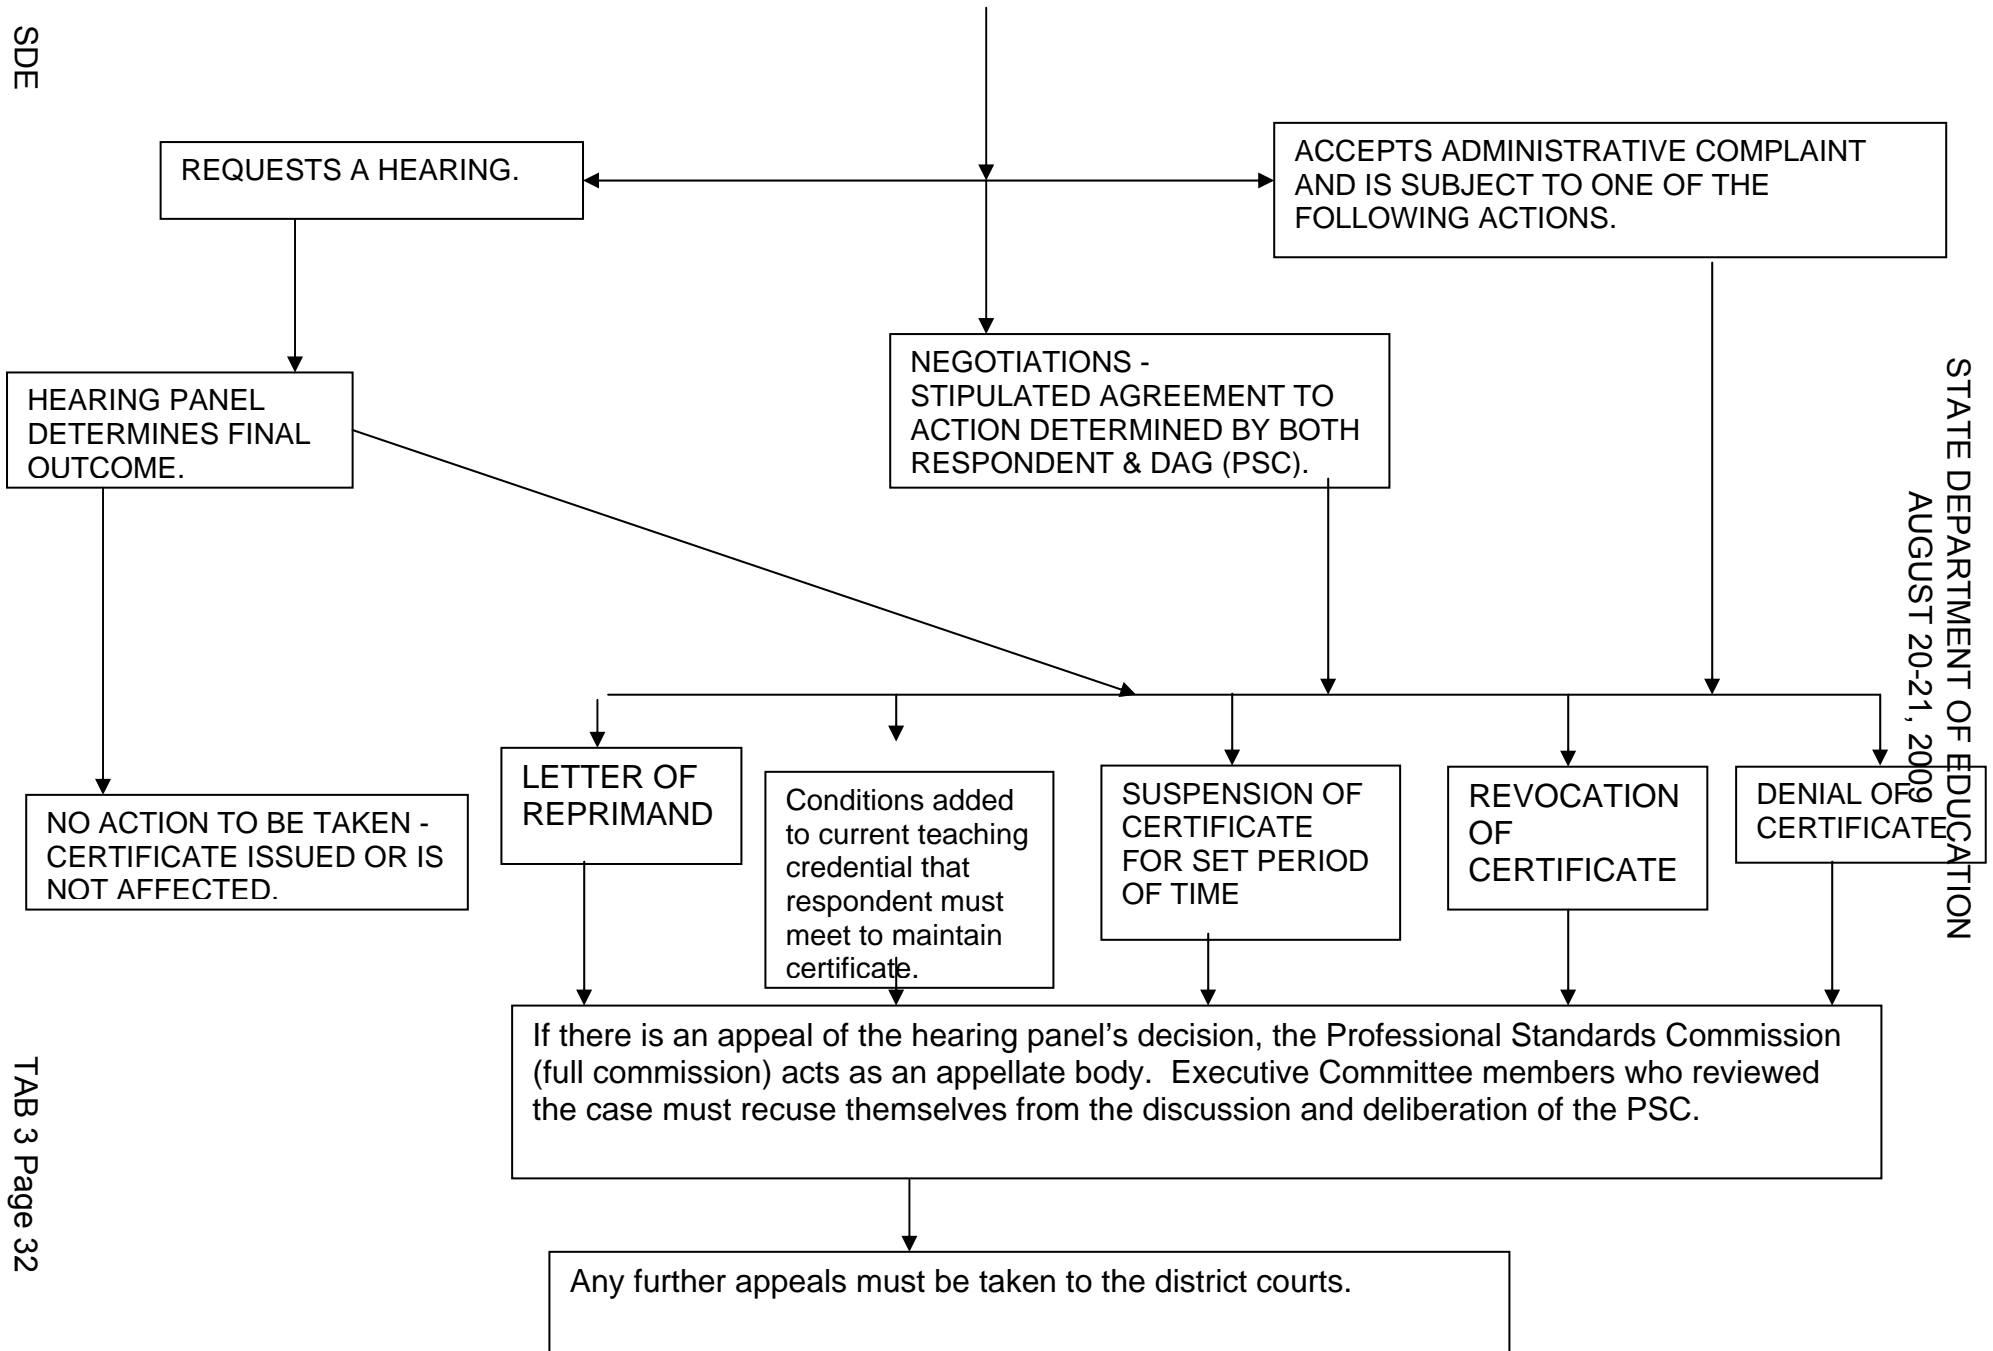 SDE
REQUESTS A HEARING.
ACCEPTS ADMINISTRATIVE COMPLAINT
AND IS SUBJECT TO ONE OF THE
FOLLOWING ACTIONS.
HEARING PANEL
DETERMINES FINAL
OUTCOME.
NEGOTIATIONS -
STIPULATED AGREEMENT TO
ACTION DETERMINED BY BOTH
RESPONDENT & DAG (PSC).
STATE DEPARTMENT OF EDUCATION
AUGUST 20-21, 2009
NO ACTION TO BE TAKEN -
CERTIFICATE ISSUED OR IS
NOT AFFECTED.
LETTER OF
REPRIMAND
Conditions added
to current teaching
credential that
respondent must
meet to maintain
certificate.
SUSPENSION OF
CERTIFICATE
FOR SET PERIOD
OF TIME
REVOCATION
OF
CERTIFICATE
DENIAL OF
CERTIFICATE
If there is an appeal of the hearing panel's decision, the Professional Standards Commission
(full commission) acts as an appellate body.  Executive Committee members who reviewed
the case must recuse themselves from the discussion and deliberation of the PSC.
Any further appeals must be taken to the district courts.
TAB 3 Page 32